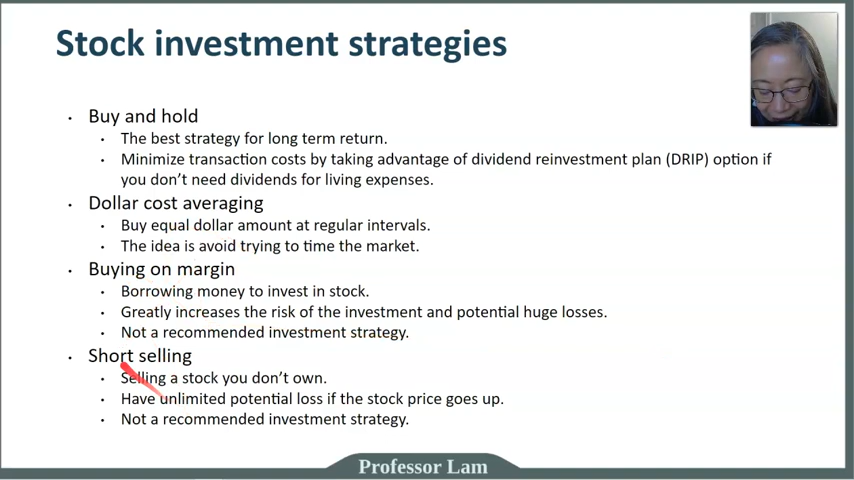 Stock investment strategies
• Buy and hold
• The best strategy for long term return.
• Minimize transaction costs by taking advantage of dividend reinvestment plan (DRIP) option if
you don't need dividends for living expenses.
• Dollar cost averaging
• Buy equal dollar amount at regular intervals.
• The idea is avoid trying to time the market.
• Buying on margin
• Borrowing money to invest in stock.
• Greatly increases the risk of the investment and potential huge losses.
• Not a recommended investment strategy.
• Short selling
• Selling a stock you don't own.
• Have unlimited potential loss if the stock price goes up.
• Not a recommended investment strategy.
Professor Lam